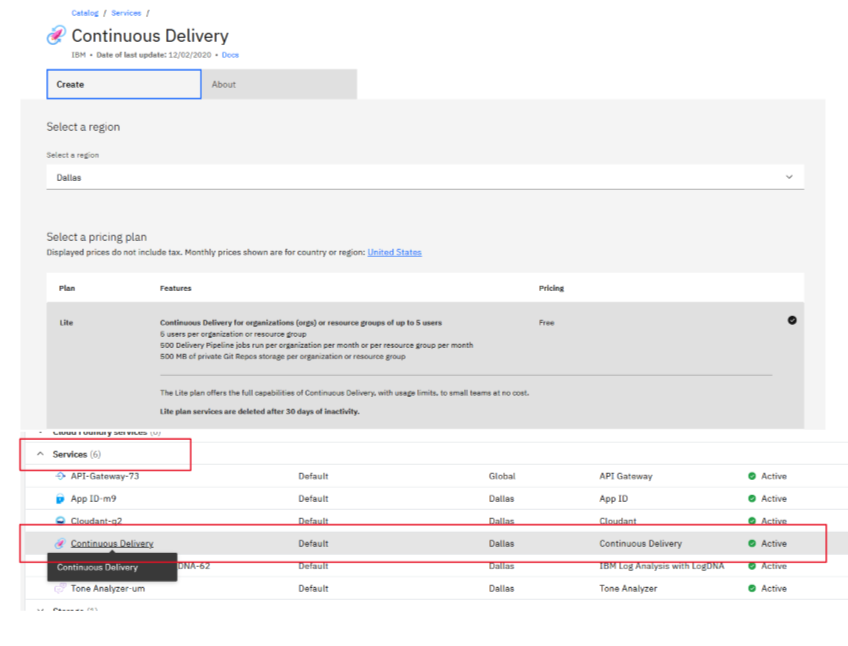 Catalog / Services /
Continuous Delivery
IBM • Date of last update: 12/02/2020 • Docs
Create About
Select a region
Select a region
Dallas
Select a pricing plan
Displayed prices do not include tax. Monthly prices shown are for country or region: United States
Plan Features Pricing
Lite Continuous Delivery for organizations (orgs) or resource groups of up to 5 users Free
5 users per organization or resource group
500 Delivery Pipeline jobs run per organization per month or per resource group per month
500 MB of private Git Repos storage per organization or resource group
The Lite plan offers the full capabilities of Continuous Delivery, with usage limits, to small teams at no cost.
Lite plan services are deleted after 30 days of inactivity.
Cloud Foundry services (0)
Services (6)
API-Gateway-73 Default Global API Gateway Active
App ID-m9 Default Dallas App ID Active
Cloudant-g2 Default Dallas Cloudant Active
Continuous Delivery Default Dallas Continuous Delivery Active
Continuous Delivery DNA-62 Default Dallas IBM Log Analysis with LogDNA Active
Tone Analyzer-um Default Dallas Tone Analyzer Active
Storage (1)